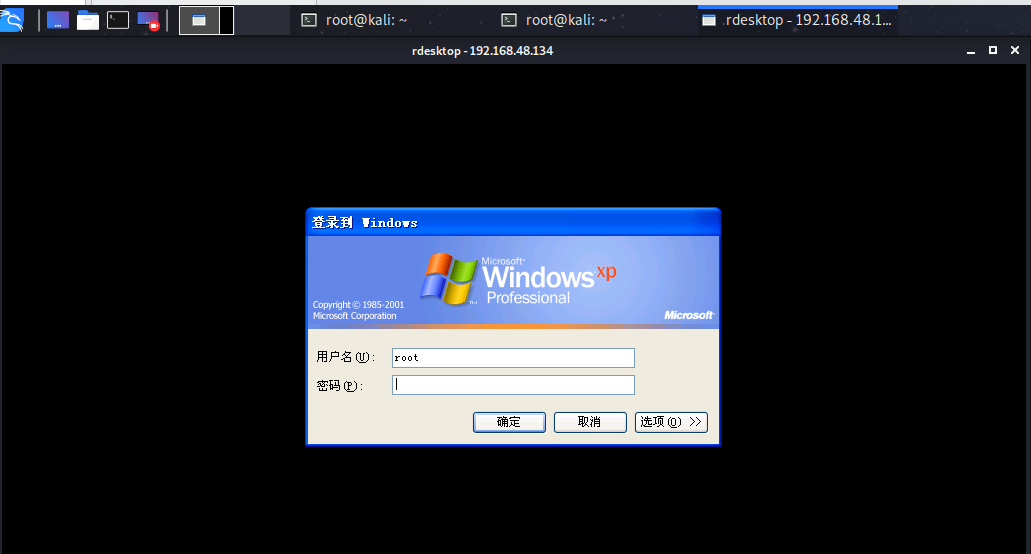 root@kali: ~
root@kali: ~
rdesktop - 192.168.48.1...
rdesktop - 192.168.48.134
登录到 Windows
Microsoft®
Windows xp
Professional
Copyright © 1985-2001
Microsoft Corporation
Microsoft®
用户名(U):
root
密码(P):
确定
取消
选项(O) >>